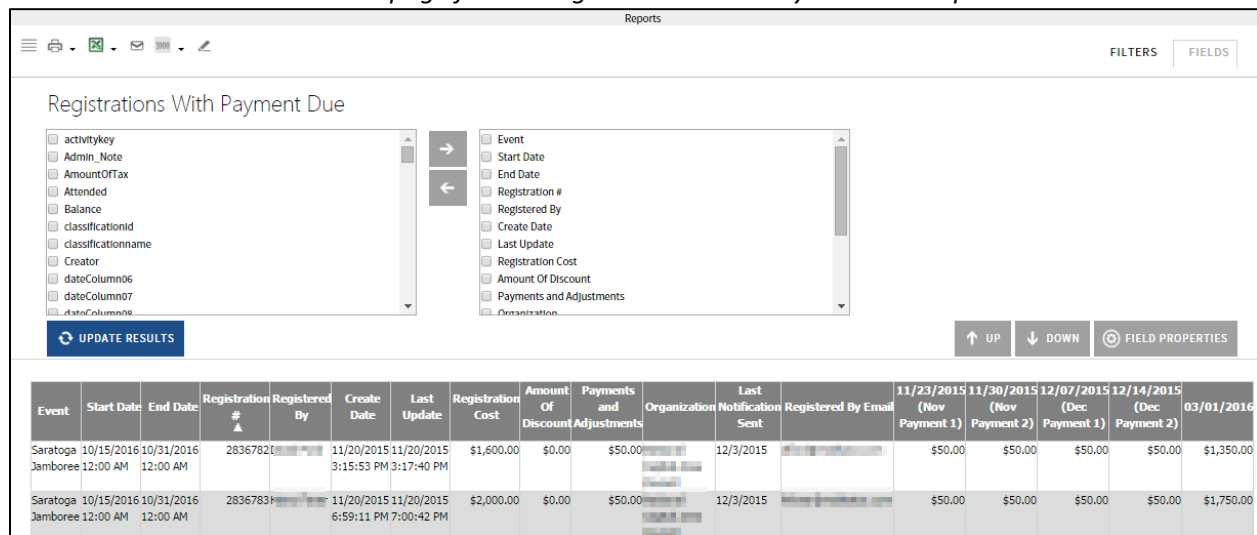 Reports
FILTERS FIELDS
Registrations With Payment Due
activitykey
Admin_Note
AmountOfTax
Attended
Balance
classificationid
classificationname
Creator
dateColumn06
dateColumn07
dateColumn08
Event
Start Date
End Date
Registration #
Registered By
Create Date
Last Update
Registration Cost
Amount Of Discount
Payments and Adjustments
Organization
UPDATE RESULTS
UP DOWN FIELD PROPERTIES
Event Start Date End Date Registration # Registered By Create Date Last Update Registration Cost Amount Of Discount Payments and Adjustments Organization Last Notification Sent Registered By Email 11/23/2015 (Nov Payment 1) 11/30/2015 (Nov Payment 2) 12/07/2015 (Dec Payment 1) 12/14/2015 (Dec Payment 2) 03/01/2016
Saratoga 10/15/2016 10/31/2016 2836782 11/20/2015 11/20/2015 $1,600.00 $0.00 $50.00 12/3/2015 $50.00 $50.00 $50.00 $50.00 $1,350.00
Jamboree 12:00 AM 12:00 AM 3:15:53 PM 3:17:40 PM
Saratoga 10/15/2016 10/31/2016 2836783 11/20/2015 11/20/2015 $2,000.00 $0.00 $50.00 12/3/2015 $50.00 $50.00 $50.00 $50.00 $1,750.00
Jamboree 12:00 AM 12:00 AM 6:59:11 PM 7:00:42 PM